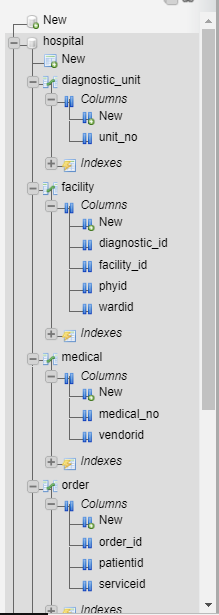 New
hospital
New
diagnostic_unit
Columns
New
unit_no
Indexes
facility
Columns
New
diagnostic_id
facility_id
phyid
wardid
Indexes
medical
Columns
New
medical_no
vendorid
Indexes
order
Columns
New
order_id
patientid
serviceid
Indexes